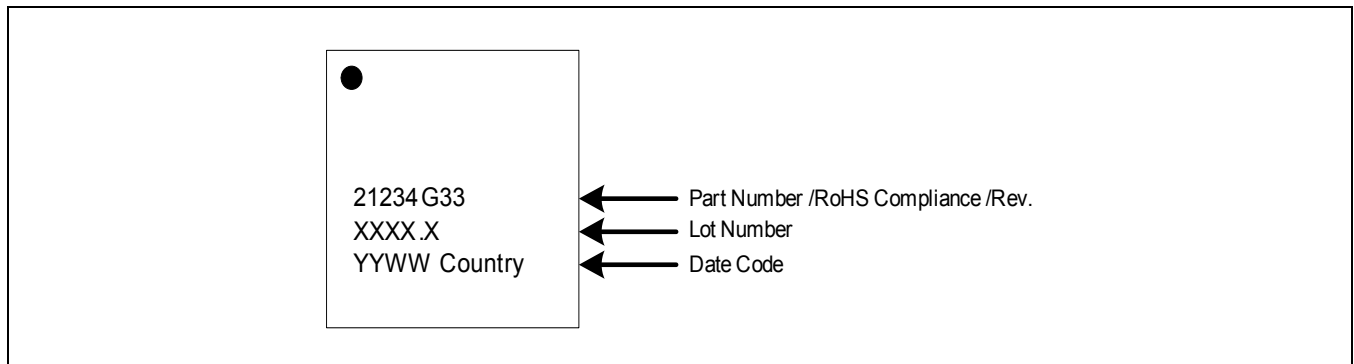 21234 G33 Part Number /RoHS Compliance /Rev.
XXXX.X Lot Number
YYWW Country Date Code